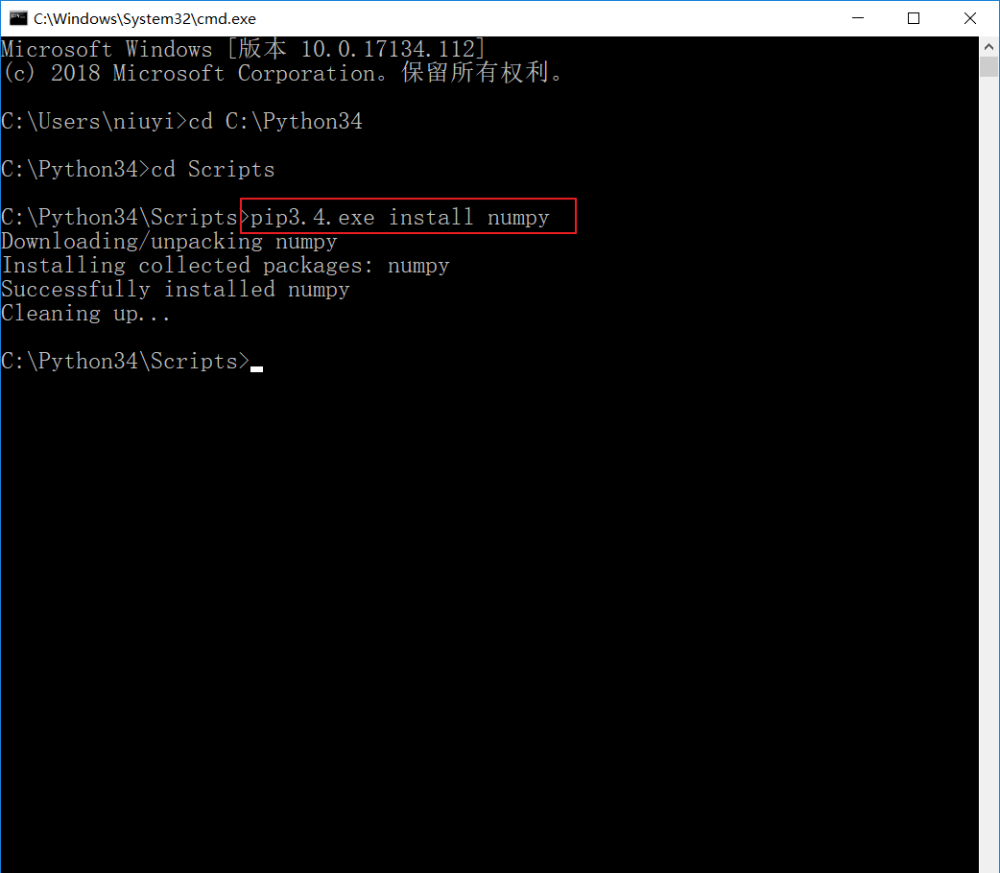 C:\Windows\System32\cmd.exe
Microsoft Windows [版本 10.0.17134.112]
(c) 2018 Microsoft Corporation。保留所有权利。
C:\Users\niuyi>cd C:\Python34
C:\Python34>cd Scripts
C:\Python34\Scripts>pip3.4.exe install numpy
Downloading/unpacking numpy
Installing collected packages: numpy
Successfully installed numpy
Cleaning up...
C:\Python34\Scripts>